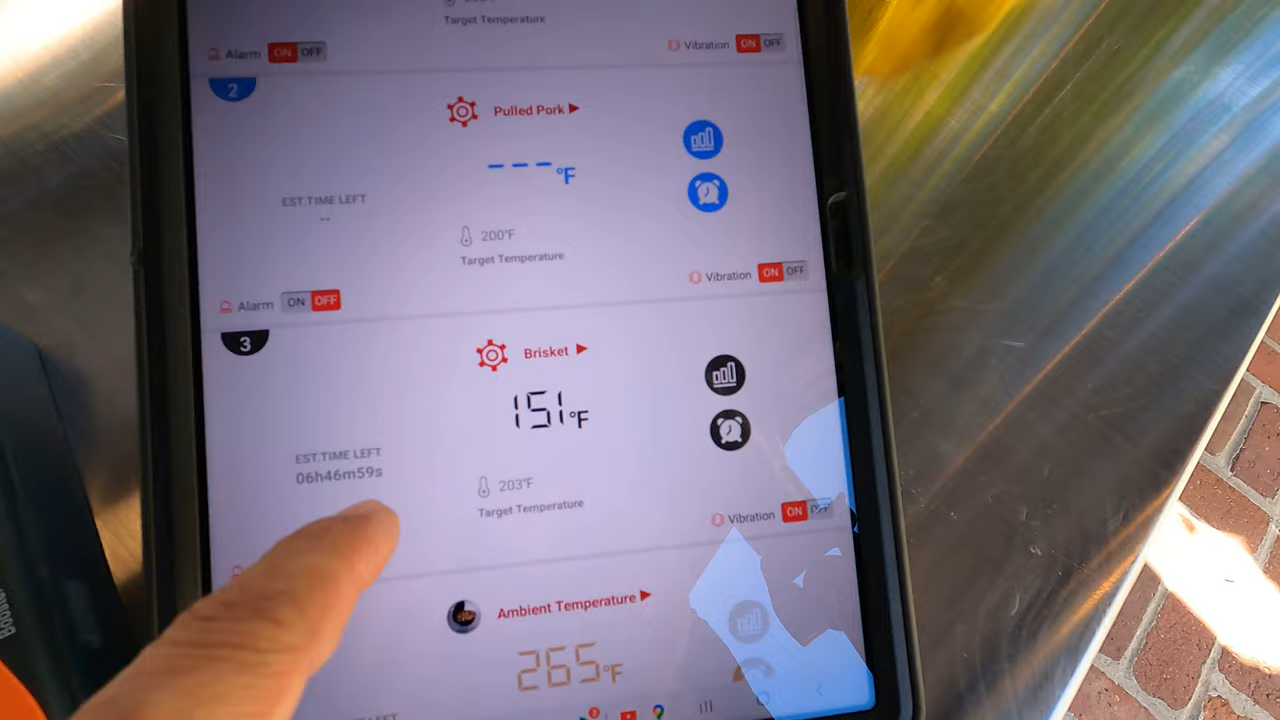 Target Temperature
Alarm ON OFF
Vibration ON OFF
2
Pulled Pork
---°F
EST.TIME LEFT
--
200°F
Target Temperature
Vibration ON OFF
Alarm ON OFF
3
Brisket
151°F
EST.TIME LEFT
06h46m59s
203°F
Target Temperature
Vibration ON OFF
Ambient Temperature
265°F